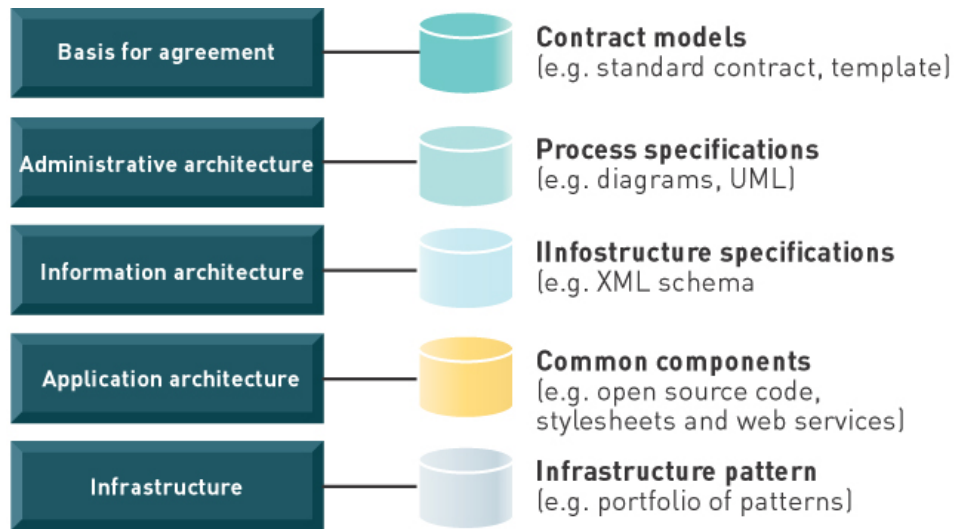 Basis for agreement
Contract models
(e.g. standard contract, template)
Administrative architecture
Process specifications
(e.g. diagrams, UML)
Information architecture
IInfostructure specifications
(e.g. XML schema
Application architecture
Common components
(e.g. open source code,
stylesheets and web services)
Infrastructure
Infrastructure pattern
(e.g. portfolio of patterns)